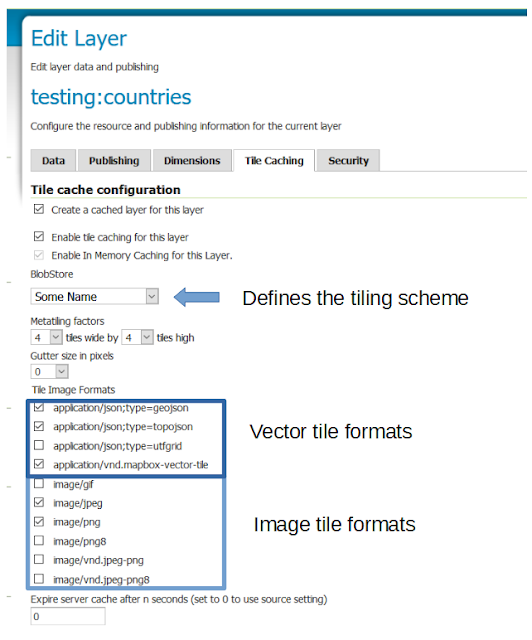 Edit Layer
Edit layer data and publishing
testing:countries
Configure the resource and publishing information for the current layer
Data Publishing Dimensions Tile Caching Security
Tile cache configuration
Create a cached layer for this layer
Enable tile caching for this layer
Enable In Memory Caching for this Layer.
BlobStore
Some Name Defines the tiling scheme
Metatiling factors
4 tiles wide by 4 tiles high
Gutter size in pixels
0
Tile Image Formats
application/json;type=geojson
application/json;type=topojson
application/json;type=utfgrid
application/vnd.mapbox-vector-tile
Vector tile formats
image/gif
image/jpeg
image/png
image/png8
image/vnd.jpeg-png
image/vnd.jpeg-png8
Image tile formats
Expire server cache after n seconds (set to 0 to use source setting)
0